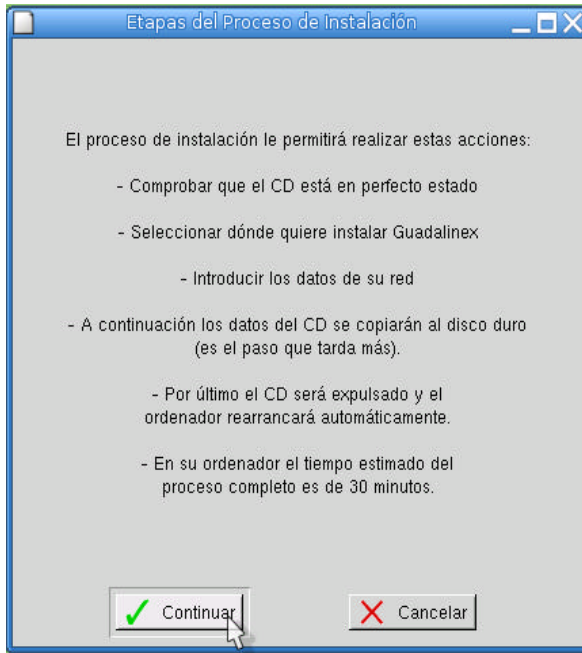 Etapas del Proceso de Instalación
El proceso de instalación le permitirá realizar estas acciones:
- Comprobar que el CD está en perfecto estado
- Seleccionar dónde quiere instalar Guadalinex
- Introducir los datos de su red
- A continuación los datos del CD se copiarán al disco duro
(es el paso que tarda más).
- Por último el CD será expulsado y el
ordenador rearrancará automáticamente.
- En su ordenador el tiempo estimado del
proceso completo es de 30 minutos.
Continuar
Cancelar